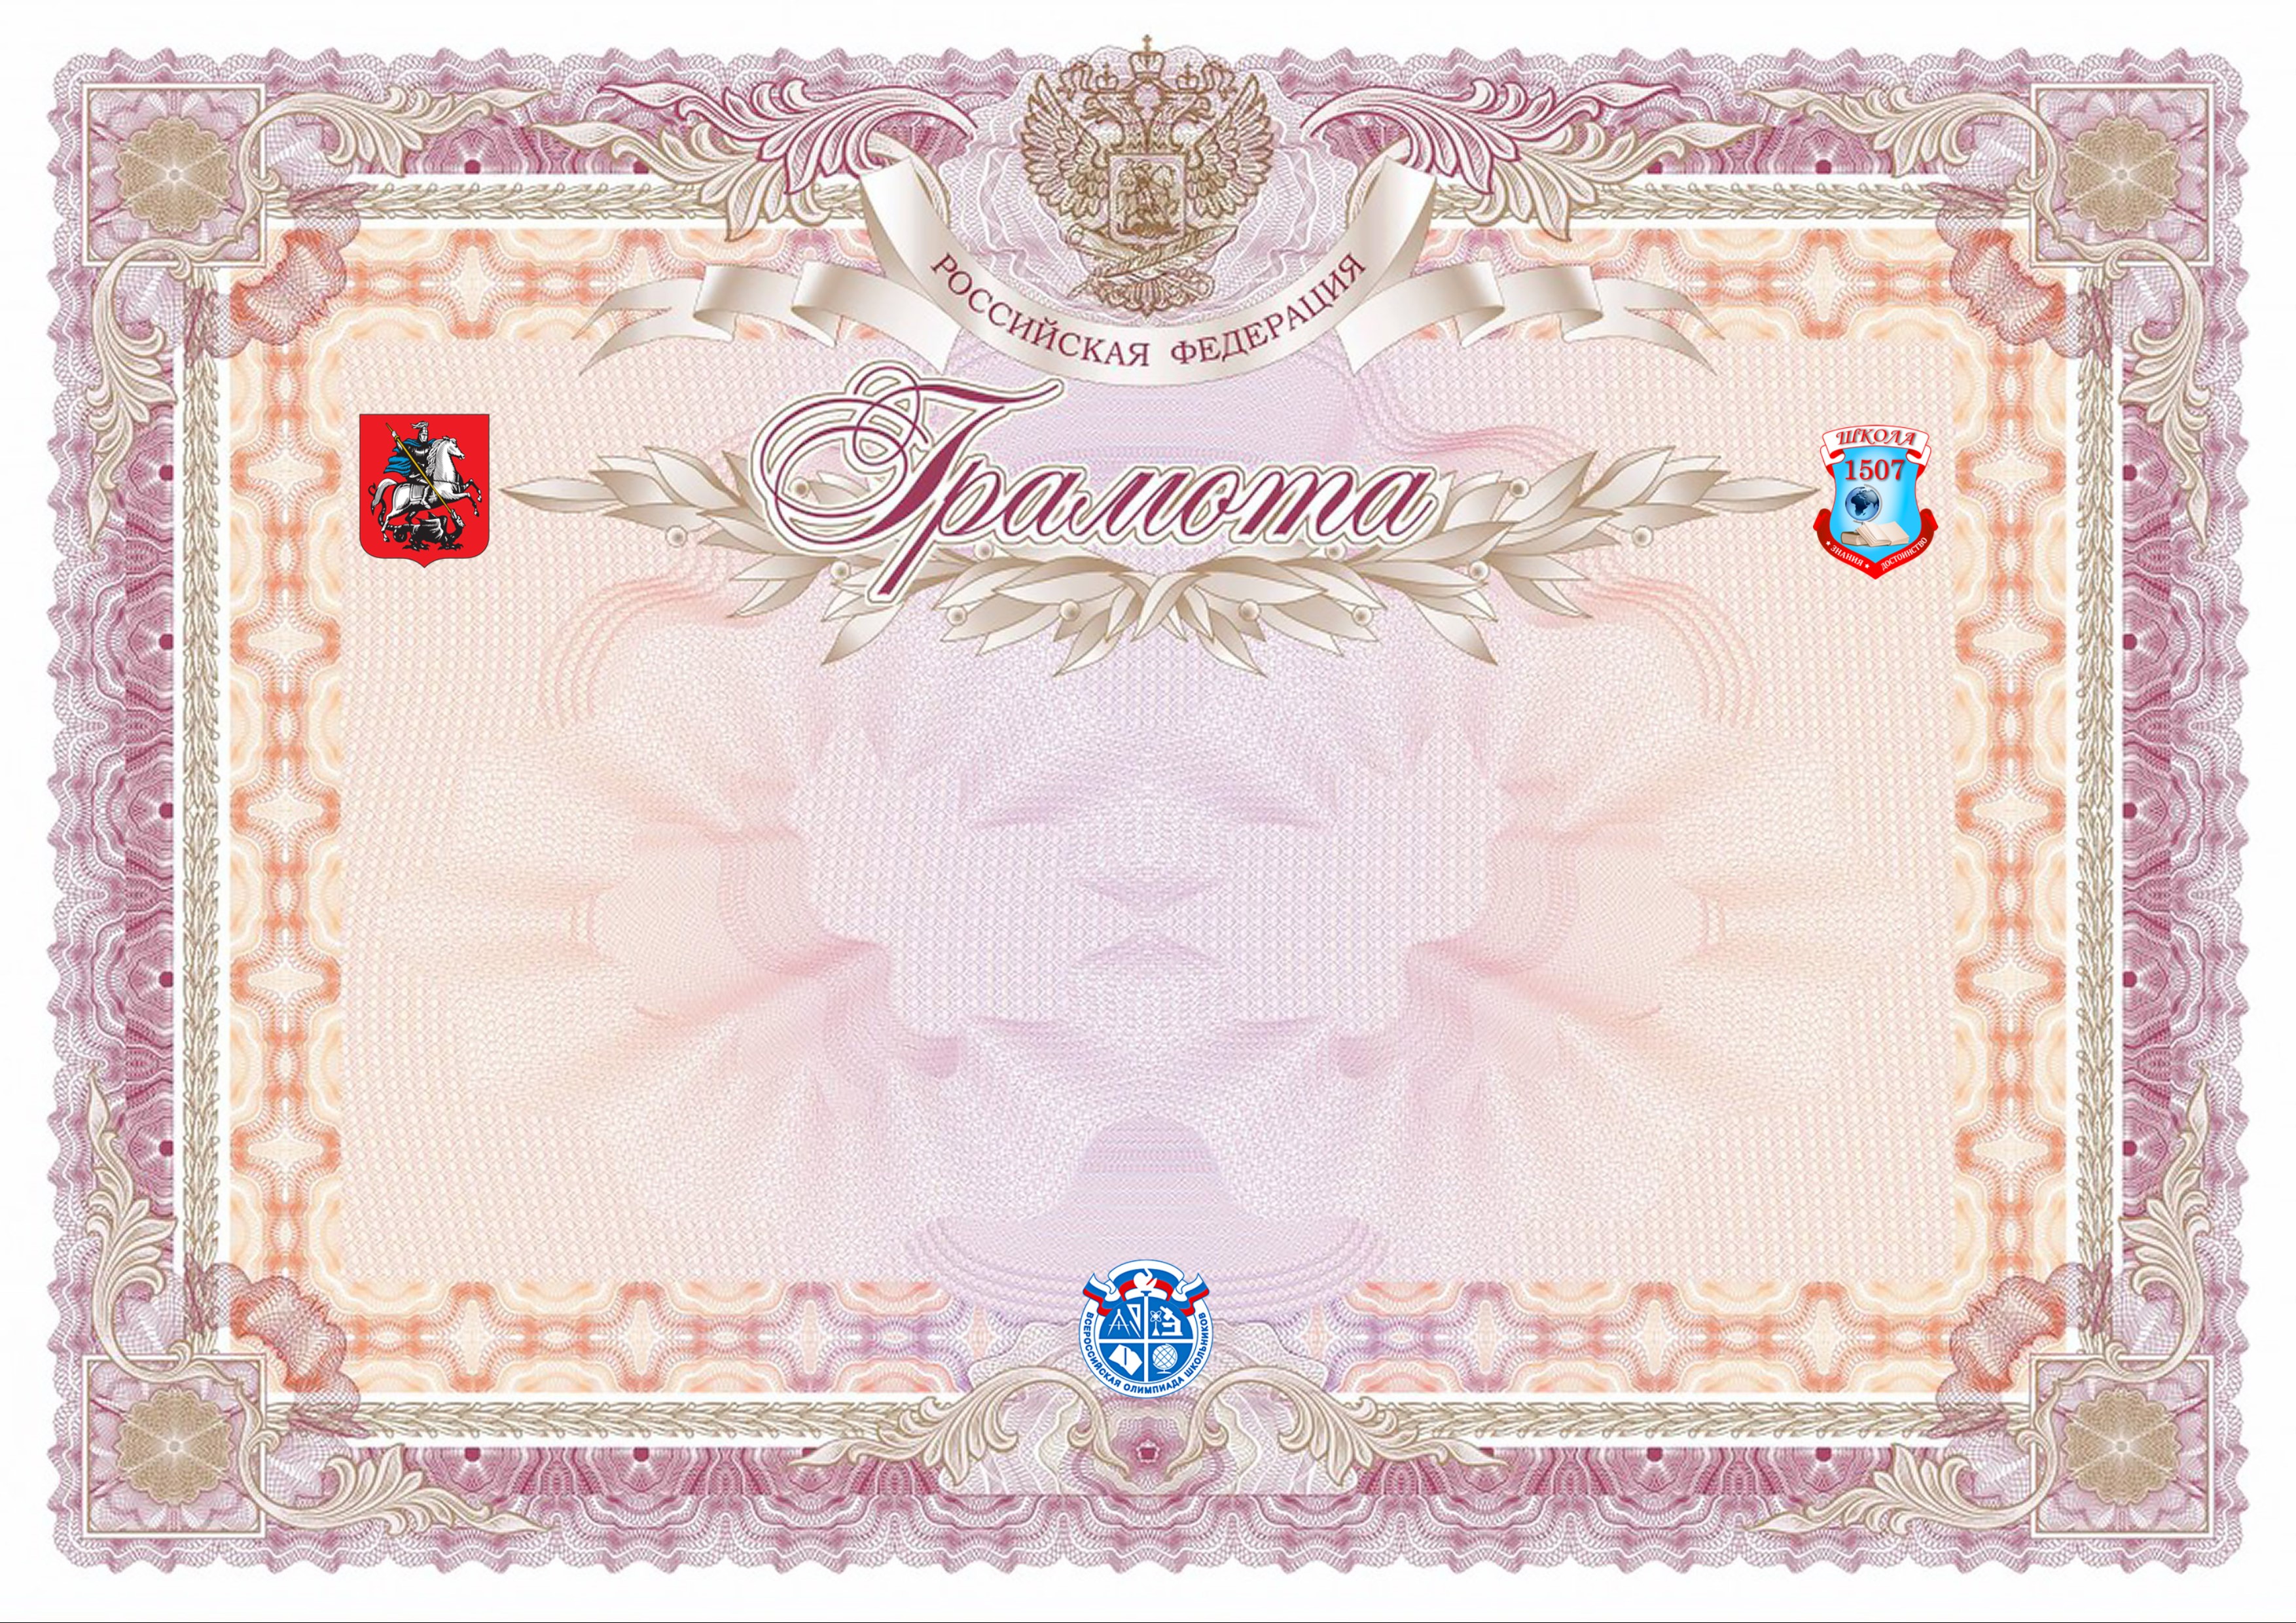 РОССИЙСКАЯ ФЕДЕРАЦИЯ
Грамота
ШКОЛА
1507
ЗНАНИЯ ★ ДОСТОИНСТВО
ВСЕРОССИЙСКАЯ ОЛИМПИАДА ШКОЛЬНИКОВ